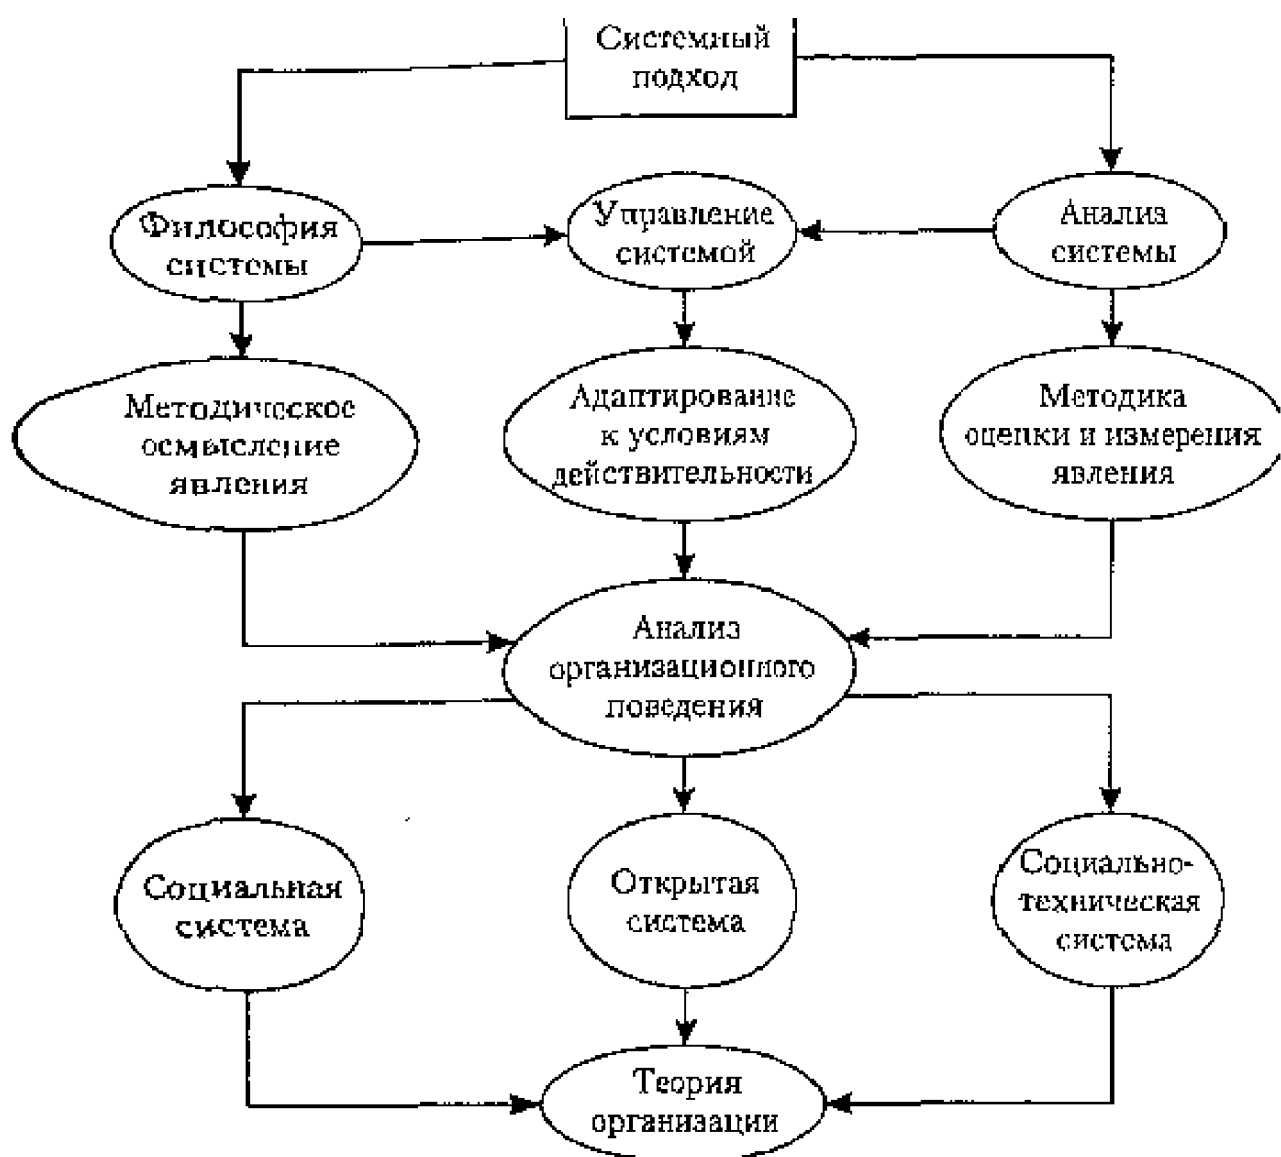 Системный
подход
Философия
системы
Управление
системой
Анализ
системы
Методическое
осмысление
явления
Адаптирование
к условиям
действительности
Методика
оценки и измерения
явления
Анализ
организационного
поведения
Социальная
система
Открытая
система
Социально-
техническая
система
Теория
организации